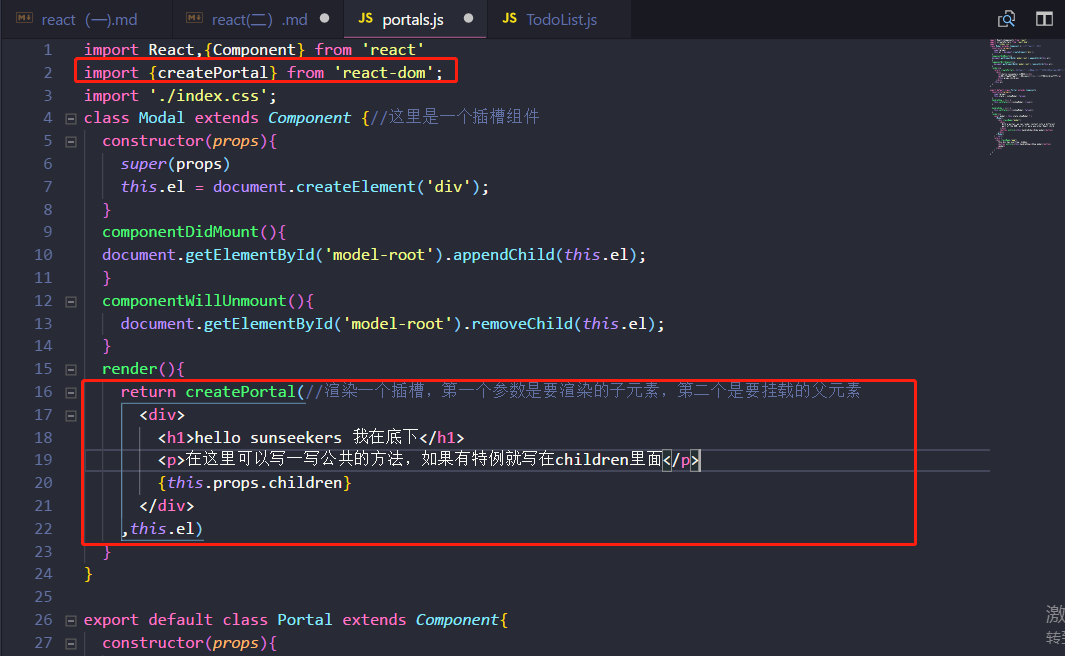 react (一).md react(二) .md JS portals.js JS TodoList.js
1 import React,{Component} from 'react'
2 import {createPortal} from 'react-dom';
3 import './index.css';
4 class Modal extends Component {//这里是一个插槽组件
5 constructor(props){
6 super(props)
7 this.el = document.createElement('div');
8 }
9 componentDidMount(){
10 document.getElementById('model-root').appendChild(this.el);
11 }
12 componentWillUnmount(){
13 document.getElementById('model-root').removeChild(this.el);
14 }
15 render(){
16 return createPortal(//渲染一个插槽，第一个参数是要渲染的子元素，第二个是要挂载的父元素
17 <div>
18 <h1>hello sunseekers 我在底下</h1>
19 <p>在这里可以写一写公共的方法，如果有特例就写在children里面</p>
20 {this.props.children}
21 </div>
22 ,this.el)
23 }
24 }
25
26 export default class Portal extends Component{
27 constructor(props){
激
转到